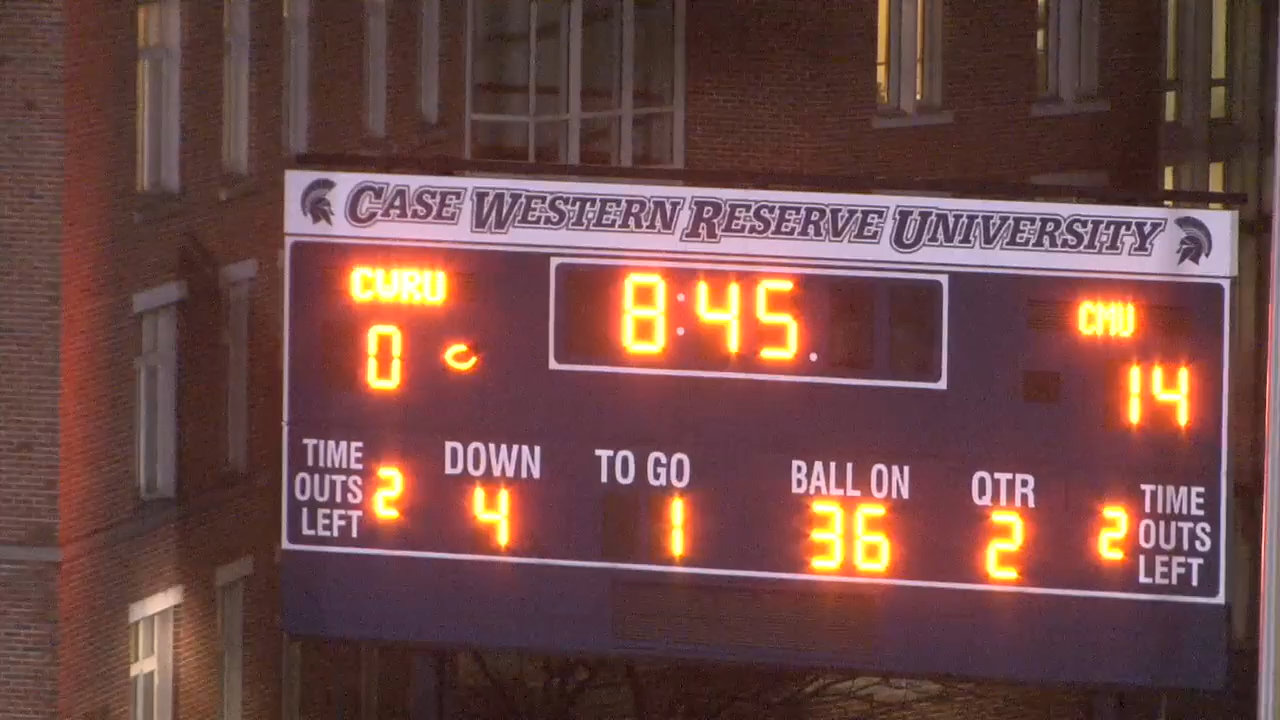 CASE WESTERN RESERVE UNIVERSITY
CWRU 8:45. CMU
0 14
TIME OUTS LEFT 2
DOWN 4
TO GO 1
BALL ON 36
QTR 2
2 TIME OUTS LEFT